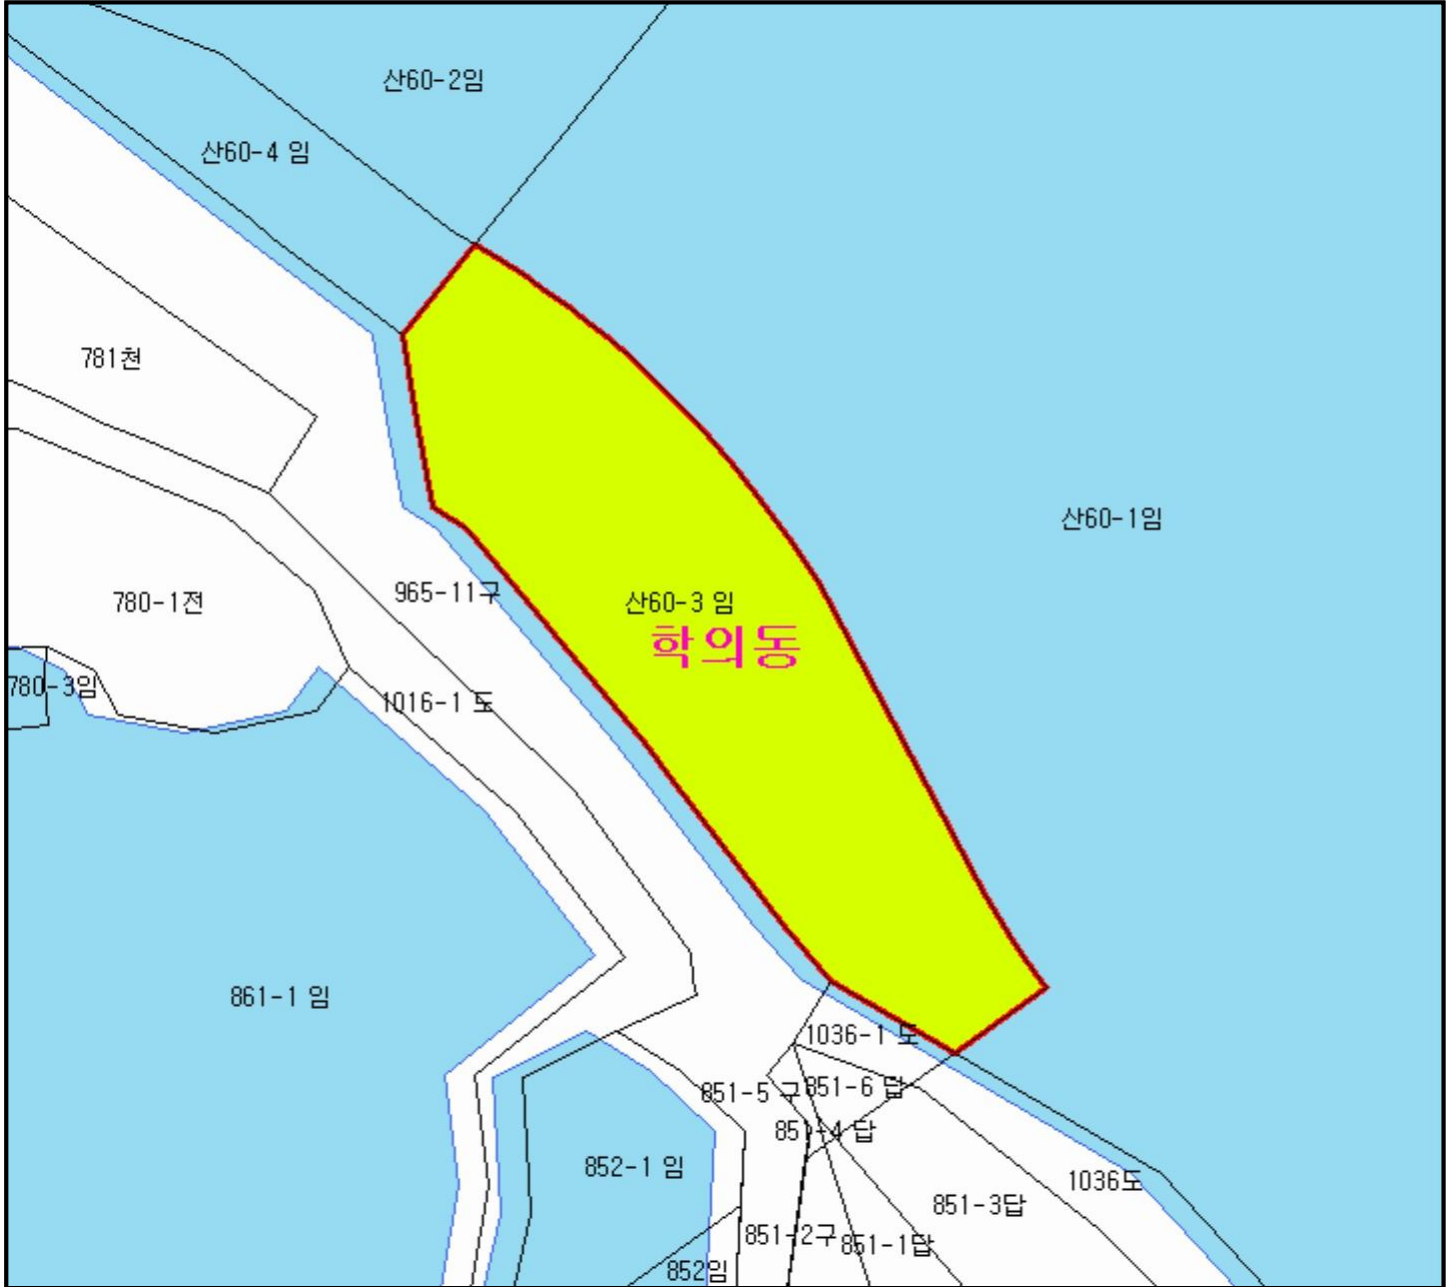 산60-2임
산60-4 임
781천
산60-1임
965-11구
780-1전
산60-3 임
학의동
780-3임
1016-1 도
861-1 임
1036-1 도
851-5 구
851-6 답
851-4 답
852-1 임
1036도
851-3답
851-2구
851-1답
852임